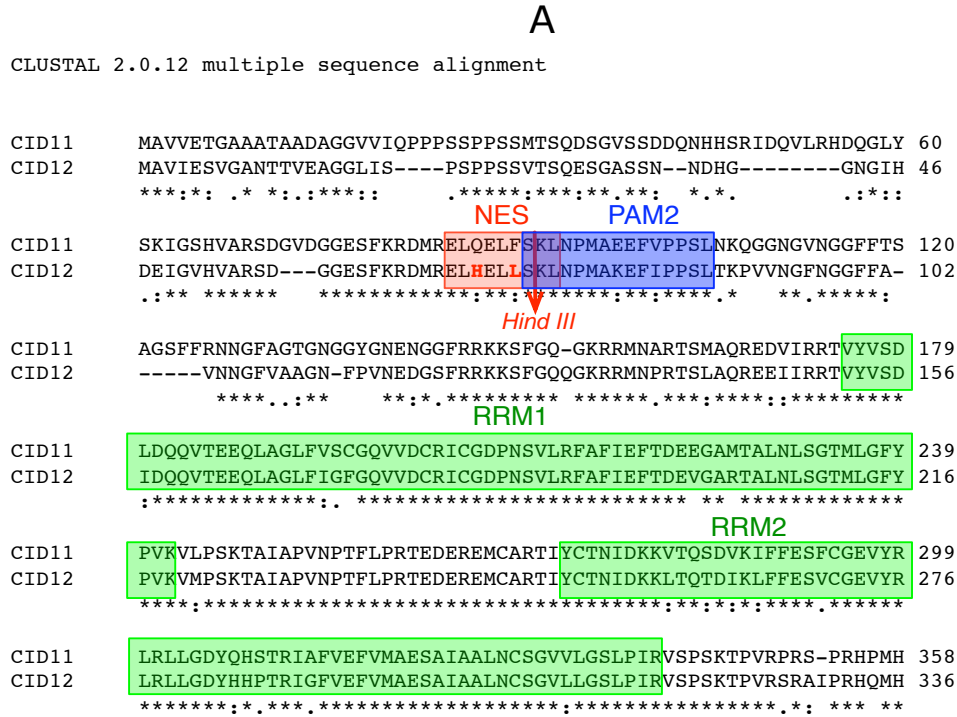 A
CLUSTAL 2.0.12 multiple sequence alignment
CID11 MAVVETGAAATAADAGGVVIQPPPSSPPSSMTSQDSGVSSDDQNHHSRIDQVLRHDQGLY 60
CID12 MAVIESVGANTTVEAGGLIS----PSPPSSVTSQESGASSN--NDHG--------GNGIH 46
***:*: .* *:.:***::    .*****:***:**.**:  *.*.        .:*::
NES PAM2
CID11 SKIGSHVARSDGVDGGESFKRDMRELQELFSKLNPMAEEFVPPSLNKQGGNGVNGGFFTS 120
CID12 DEIGVHVARSD---GGESFKRDMRELHELLSKLNPMAKEFIPPSLTKPVVNGFNGGFFA- 102
.:** ******   ************:**:*******:**:****.*   **.*****:
Hind III
CID11 AGSFFRNNGFAGTGNGGYGNENGGFRRKKSFGQ-GKRRMNARTSMAQREDVIRRTVYVSD 179
CID12 -----VNNGFVAAGN-FPVNEDGSFRRKKSFGQQGKRRMNPRTSLAQREEIIRRTVYVSD 156
****..:**   **:*.********* ******.***:****::*********
RRM1
CID11 LDQQVTEEQLAGLFVSCGQVVDCRICGDPNSVLRFAFIEFTDEEGAMTALNLSGTMLGFY 239
CID12 IDQQVTEEQLAGLFIGFGQVVDCRICGDPNSVLRFAFIEFTDEVGARTALNLSGTMLGFY 216
:*************:. ************************** ** *************
RRM2
CID11 PVKVLPSKTAIAPVNPTFLPRTEDEREMCARTIYCTNIDKKVTQSDVKIFFESFCGEVYR 299
CID12 PVKVMPSKTAIAPVNPTFLPRTEDEREMCARTIYCTNIDKKLTQTDIKLFFESVCGEVYR 276
****:************************************:**:*:*:****.******
CID11 LRLLGDYQHSTRIAFVEFVMAESAIAALNCSGVVLGSLPIRVSPSKTPVRPRS-PRHPMH 358
CID12 LRLLGDYHHPTRIGFVEFVMAESAIAALNCSGVLLGSLPIRVSPSKTPVRSRAIPRHQMH 336
*******:*.***.*******************:****************.*: *** **